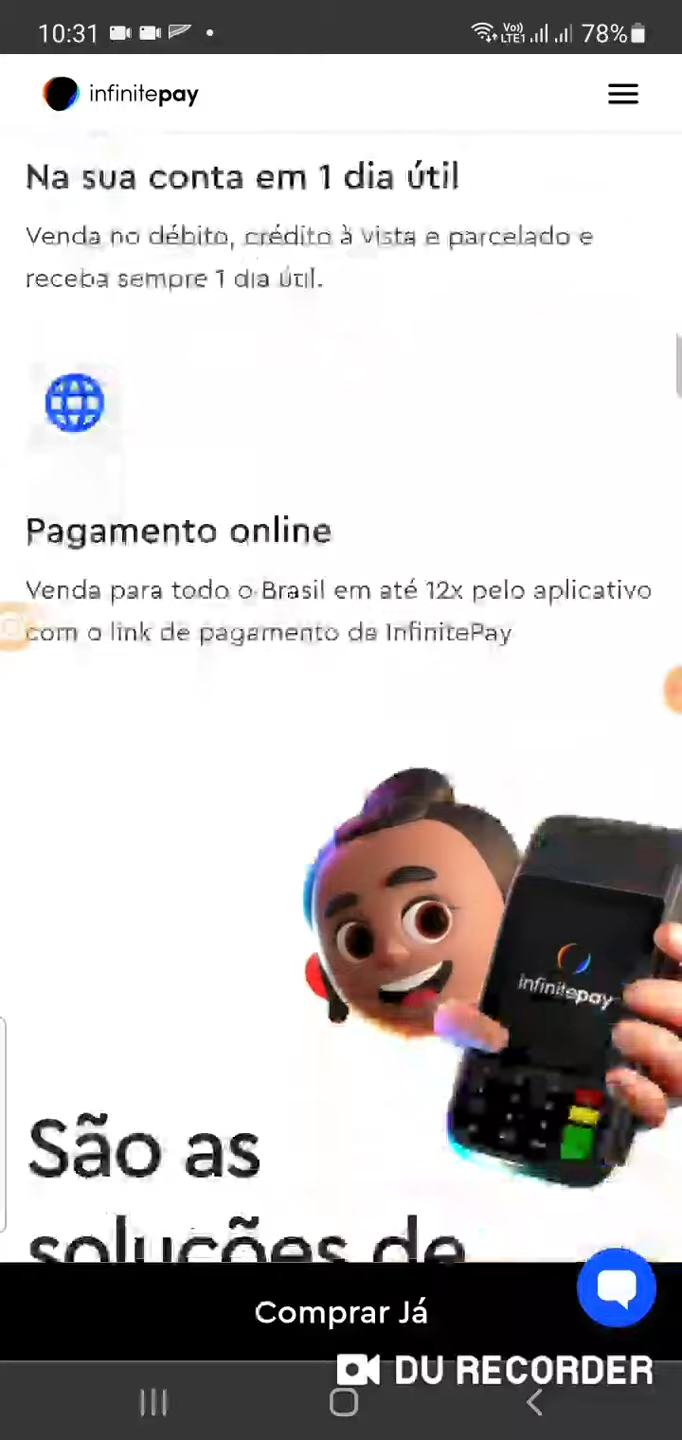 10:31
Vo)) LTE1 78%
infinitepay
Na sua conta em 1 dia útil
Venda no débito, crédito à vista e parcelado e
receba sempre 1 dia útil.
Pagamento online
Venda para todo o Brasil em até 12x pelo aplicativo
com o link de pagamento da InfinitePay
infinitepay
São as
soluções de
Comprar Já
DU RECORDER